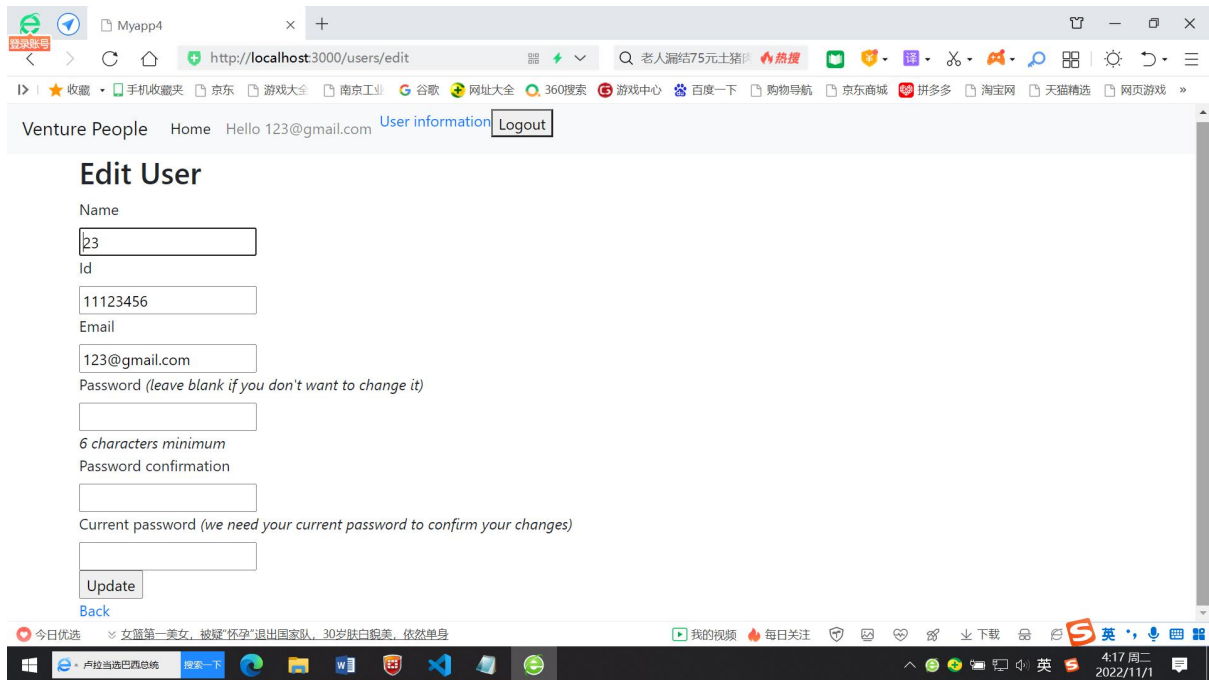 Myapp4
登录账号
http://localhost:3000/users/edit
老人漏结75元土猪肉 热搜
译
收藏 手机收藏夹 京东 游戏大全 南京工业 谷歌 网址大全 360搜索 游戏中心 百度一下 购物导航 京东商城 拼多多 淘宝网 天猫精选 网页游戏 »
Venture People Home Hello 123@gmail.com User information Logout
Edit User
Name
23
Id
11123456
Email
123@gmail.com
Password (leave blank if you don't want to change it)
6 characters minimum
Password confirmation
Current password (we need your current password to confirm your changes)
Update
Back
今日优选 女篮第一美女，被疑“怀孕”退出国家队，30岁肤白貌美，依然单身 我的视频 每日关注 下载 英
卢拉当选巴西总统 搜索一下 英 4:17 周二
2022/11/1